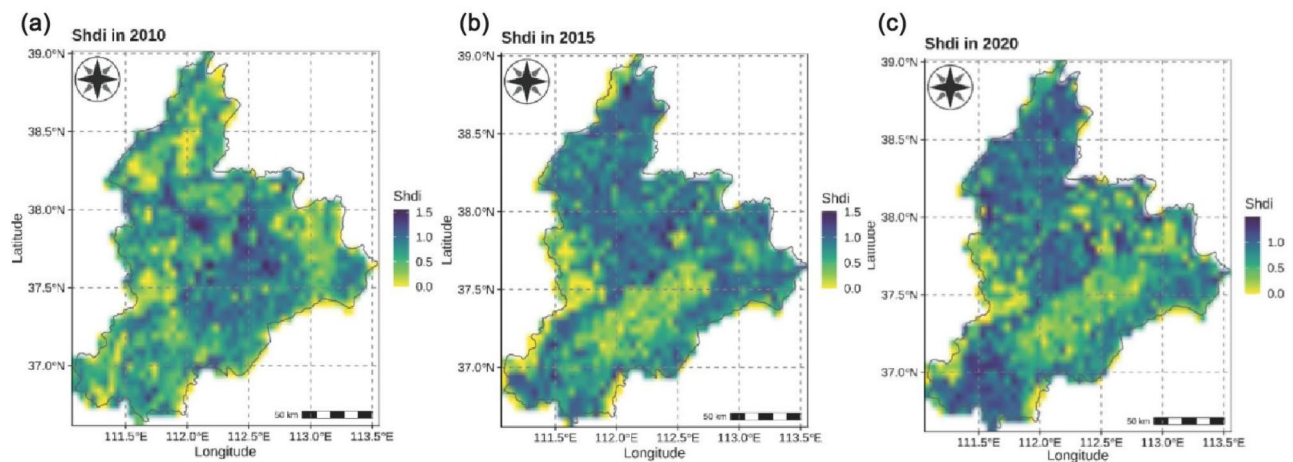 (a)
Shdi in 2010
39.0°N
38.5°N
38.0°N
37.5°N
37.0°N
Latitude
111.5°E 112.0°E 112.5°E 113.0°E 113.5°E
Longitude
50 km
Shdi
1.5
1.0
0.5
0.0
(b)
Shdi in 2015
39.0°N
38.5°N
38.0°N
37.5°N
37.0°N
Latitude
111.5°E 112.0°E 112.5°E 113.0°E 113.5°E
Longitude
50 km
Shdi
1.5
1.0
0.5
0.0
(c)
Shdi in 2020
39.0°N
38.5°N
38.0°N
37.5°N
37.0°N
Latitude
111.5°E 112.0°E 112.5°E 113.0°E 113.5°E
Longitude
50 km
Shdi
1.0
0.5
0.0